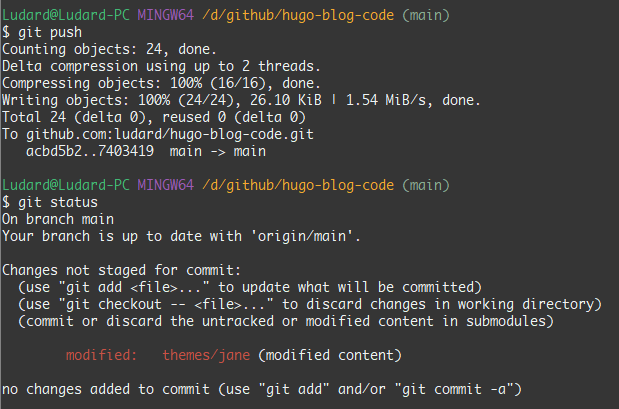 Ludard@Ludard-PC MINGW64 /d/github/hugo-blog-code (main)
$ git push
Counting objects: 24, done.
Delta compression using up to 2 threads.
Compressing objects: 100% (16/16), done.
Writing objects: 100% (24/24), 26.10 KiB | 1.54 MiB/s, done.
Total 24 (delta 0), reused 0 (delta 0)
To github.com:ludard/hugo-blog-code.git
   acbd5b2..7403419  main -> main

Ludard@Ludard-PC MINGW64 /d/github/hugo-blog-code (main)
$ git status
On branch main
Your branch is up to date with 'origin/main'.

Changes not staged for commit:
  (use "git add <file>..." to update what will be committed)
  (use "git checkout -- <file>..." to discard changes in working directory)
  (commit or discard the untracked or modified content in submodules)

        modified:   themes/jane (modified content)

no changes added to commit (use "git add" and/or "git commit -a")